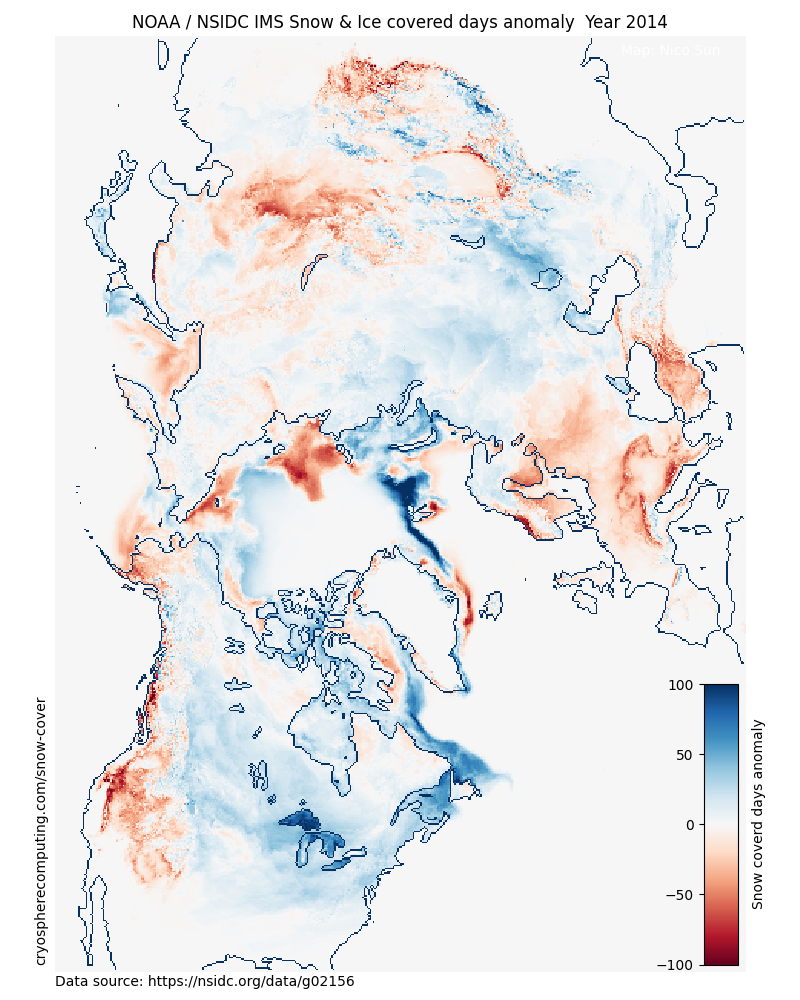 NOAA / NSIDC IMS Snow & Ice covered days anomaly  Year 2014
Map: Nico Sun
cryospherecomputing.com/snow-cover
100
50
0
−50
−100
Snow coverd days anomaly
Data source: https://nsidc.org/data/g02156